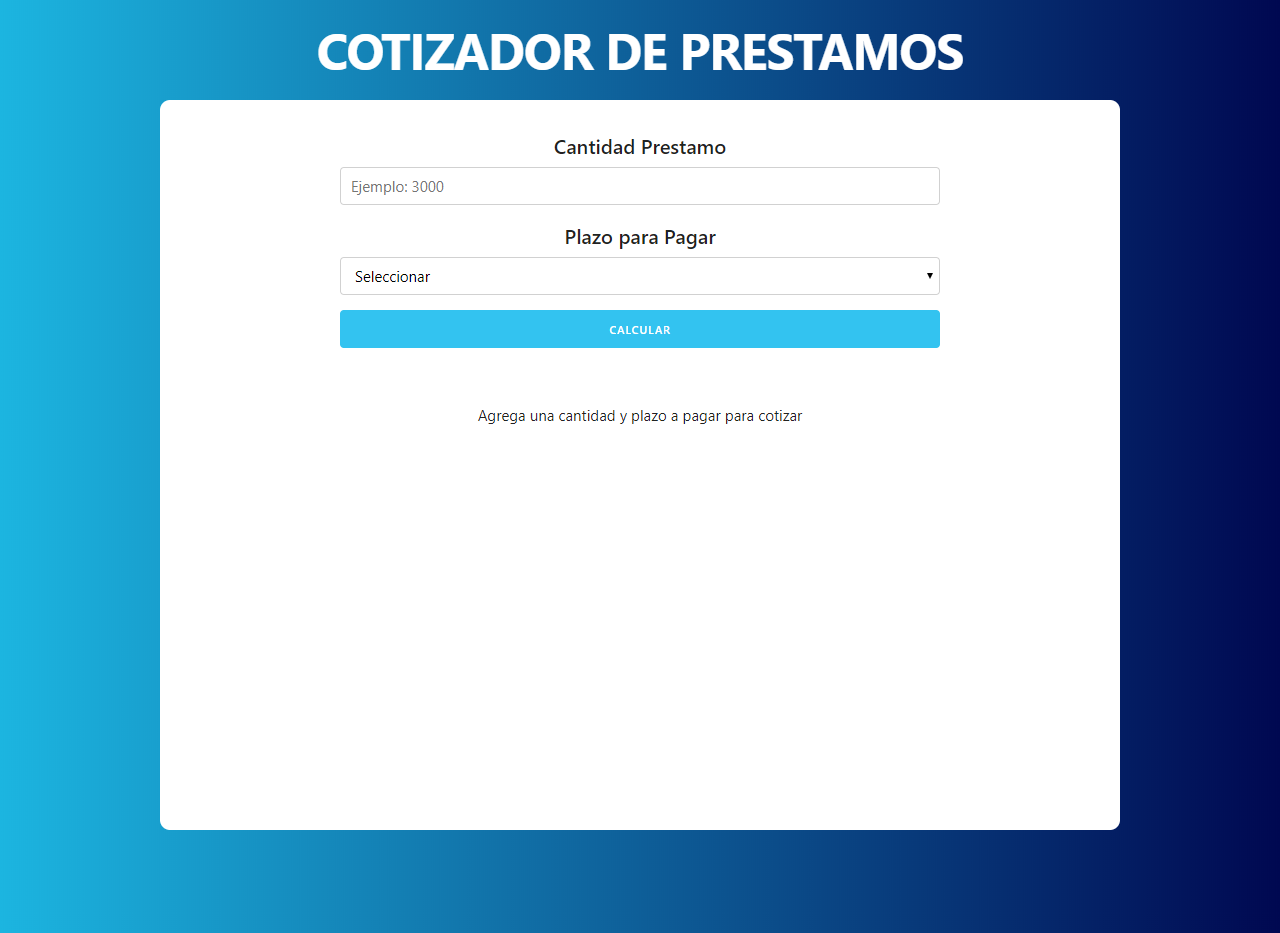 COTIZADOR DE PRESTAMOS
Cantidad Prestamo
Ejemplo: 3000
Plazo para Pagar
Seleccionar
CALCULAR
Agrega una cantidad y plazo a pagar para cotizar